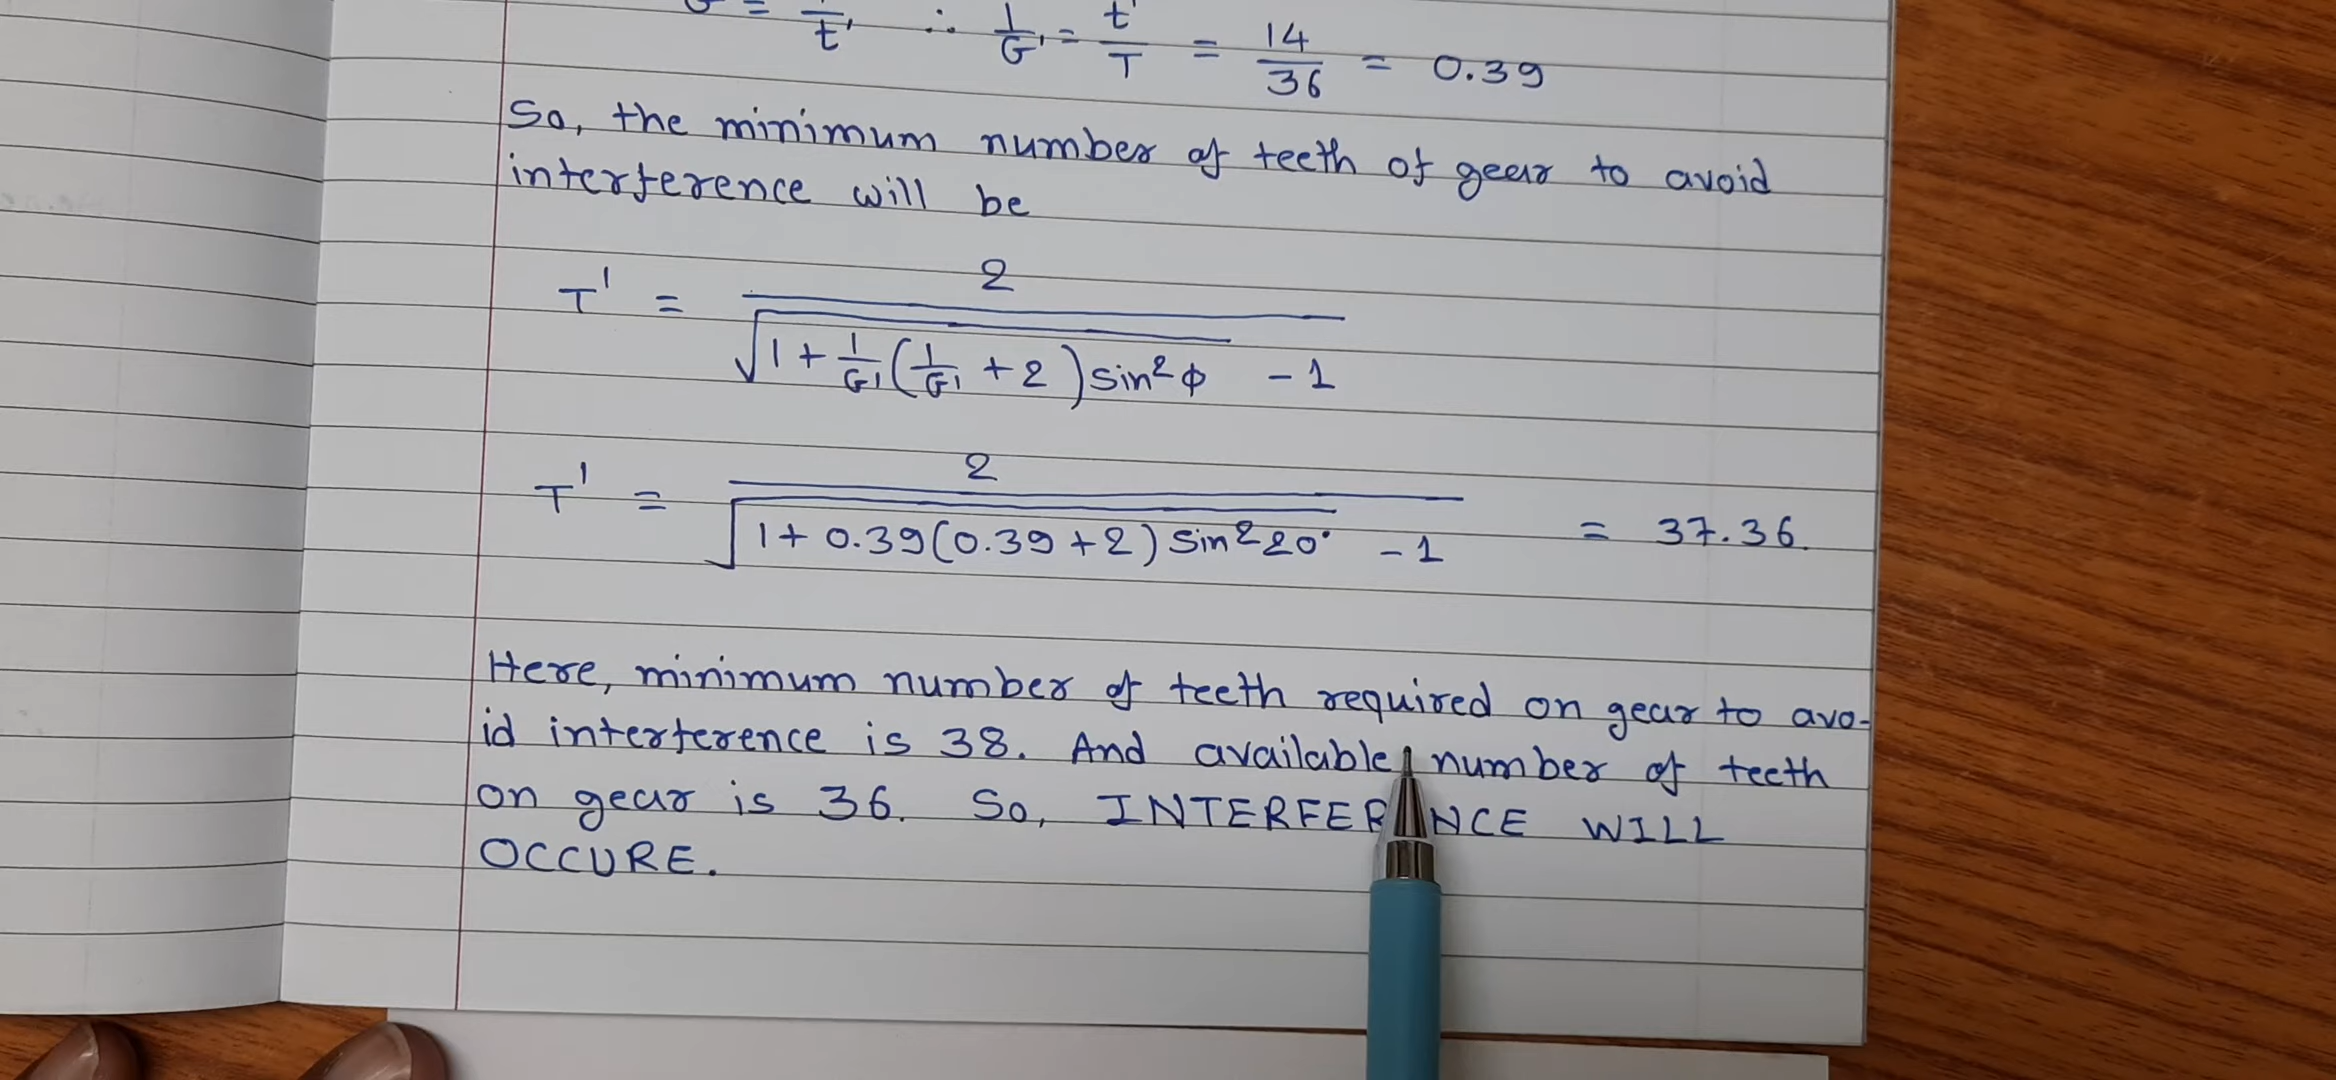 G = T/t, ∴ 1/G' = t/T = 14/36 = 0.39
So, the minimum number of teeth of gear to avoid
interference will be
T' = 2/(√(1 + 1/G' (1/G' + 2) sin²φ) - 1)
T' = 2/(√(1 + 0.39(0.39 + 2) sin²20°) - 1) = 37.36.
Here, minimum number of teeth required on gear to avo-
id interference is 38. And available number of teeth
on gear is 36. So, INTERFERENCE WILL
OCCURE.